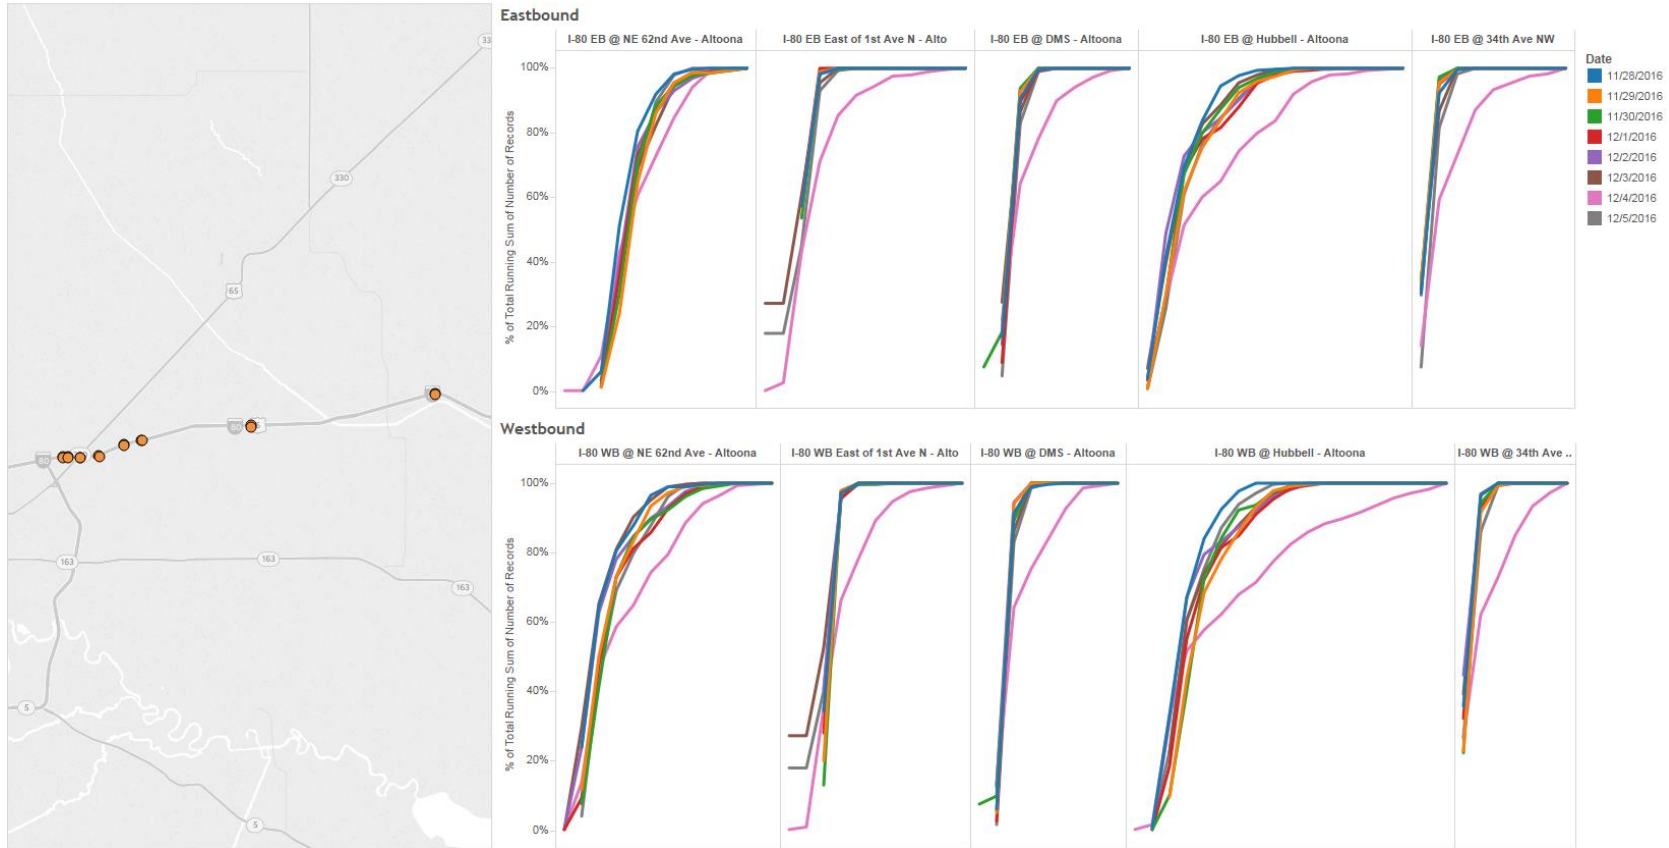 Eastbound
I-80 EB @ NE 62nd Ave - Altoona
I-80 EB East of 1st Ave N - Alto
I-80 EB @ DMS - Altoona
I-80 EB @ Hubbell - Altoona
I-80 EB @ 34th Ave NW
% of Total Running Sum of Number of Records
100%
80%
60%
40%
20%
0%
Date
11/28/2016
11/29/2016
11/30/2016
12/1/2016
12/2/2016
12/3/2016
12/4/2016
12/5/2016
Westbound
I-80 WB @ NE 62nd Ave - Altoona
I-80 WB East of 1st Ave N - Alto
I-80 WB @ DMS - Altoona
I-80 WB @ Hubbell - Altoona
I-80 WB @ 34th Ave ..
% of Total Running Sum of Number of Records
100%
80%
60%
40%
20%
0%
330
65
80
80
163
163
163
5
5